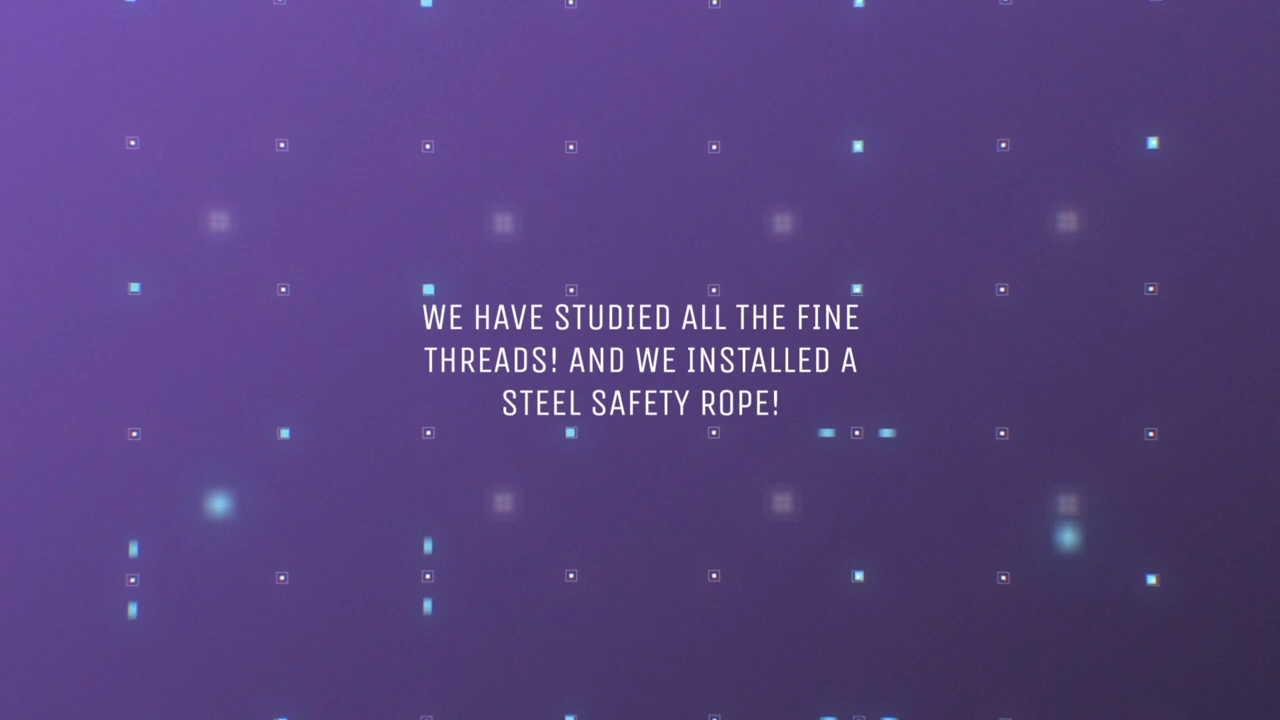 WE HAVE STUDIED ALL THE FINE
THREADS! AND WE INSTALLED A
STEEL SAFETY ROPE!